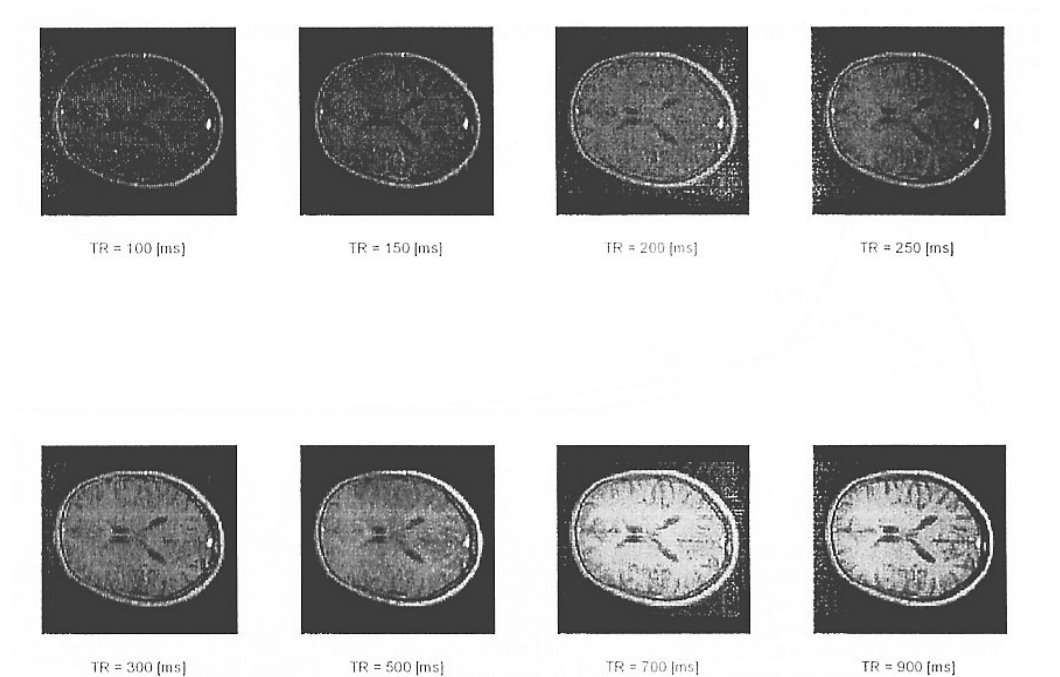 TR = 100 [ms]
TR = 150 [ms]
TR = 200 [ms]
TR = 250 [ms]
TR = 300 [ms]
TR = 500 [ms]
TR = 700 [ms]
TR = 900 [ms]